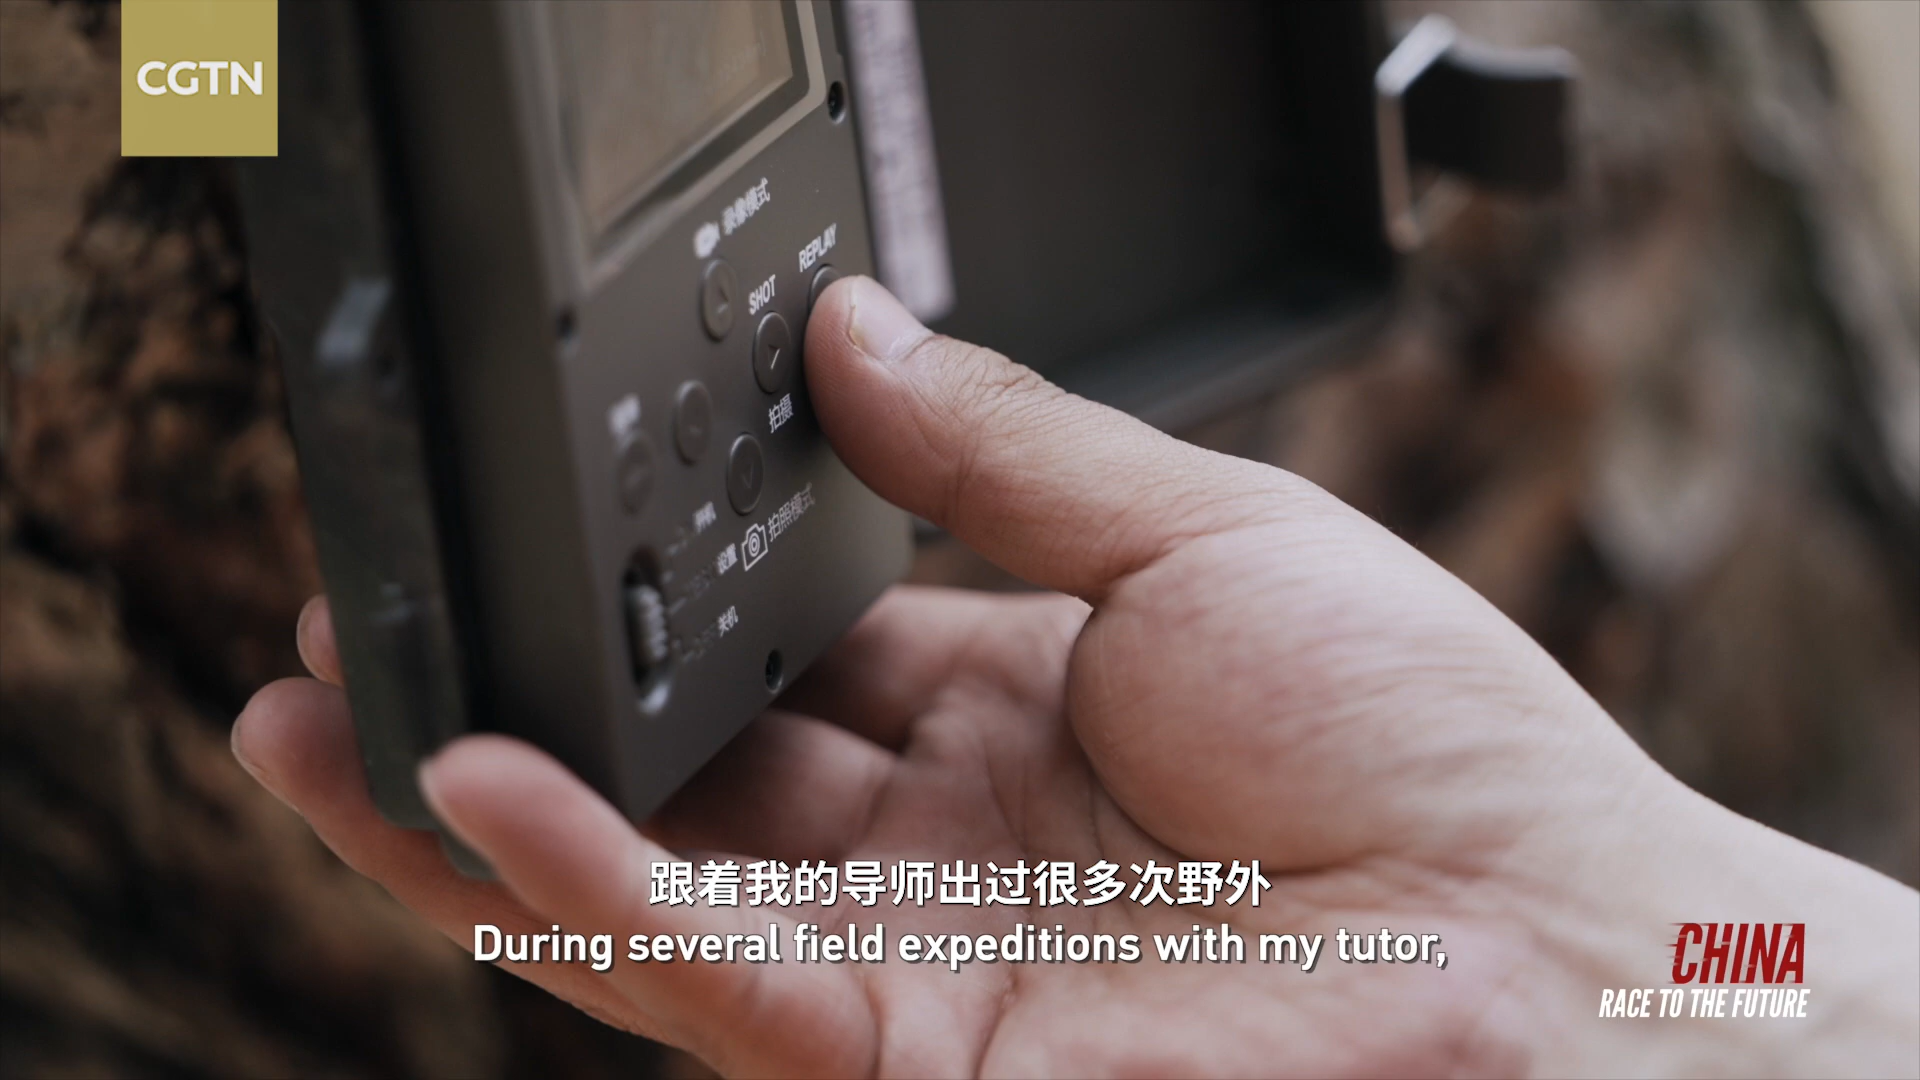 CGTN
录像模式
REPLAY
SHOT
拍摄
开机
设置
拍照模式
关机
跟着我的导师出过很多次野外
During several field expeditions with my tutor,
CHINA
RACE TO THE FUTURE